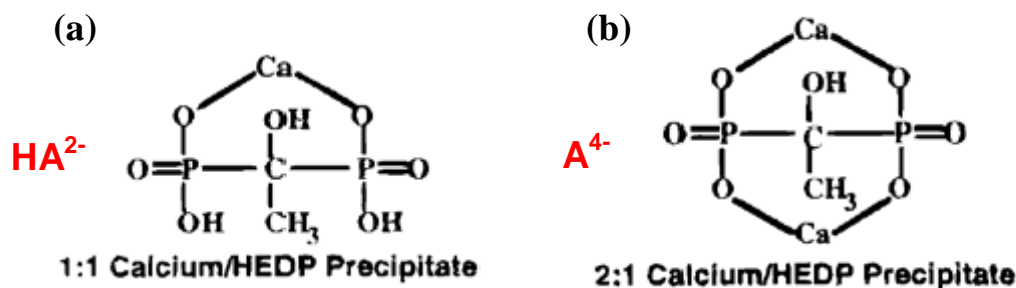 (a)
Ca
O O
OH
HA²⁻
O=P C P=O
OH CH₃ OH
1:1 Calcium/HEDP Precipitate
(b)
Ca
O O
OH
A⁴⁻
O=P C P=O
O CH₃ O
Ca
2:1 Calcium/HEDP Precipitate